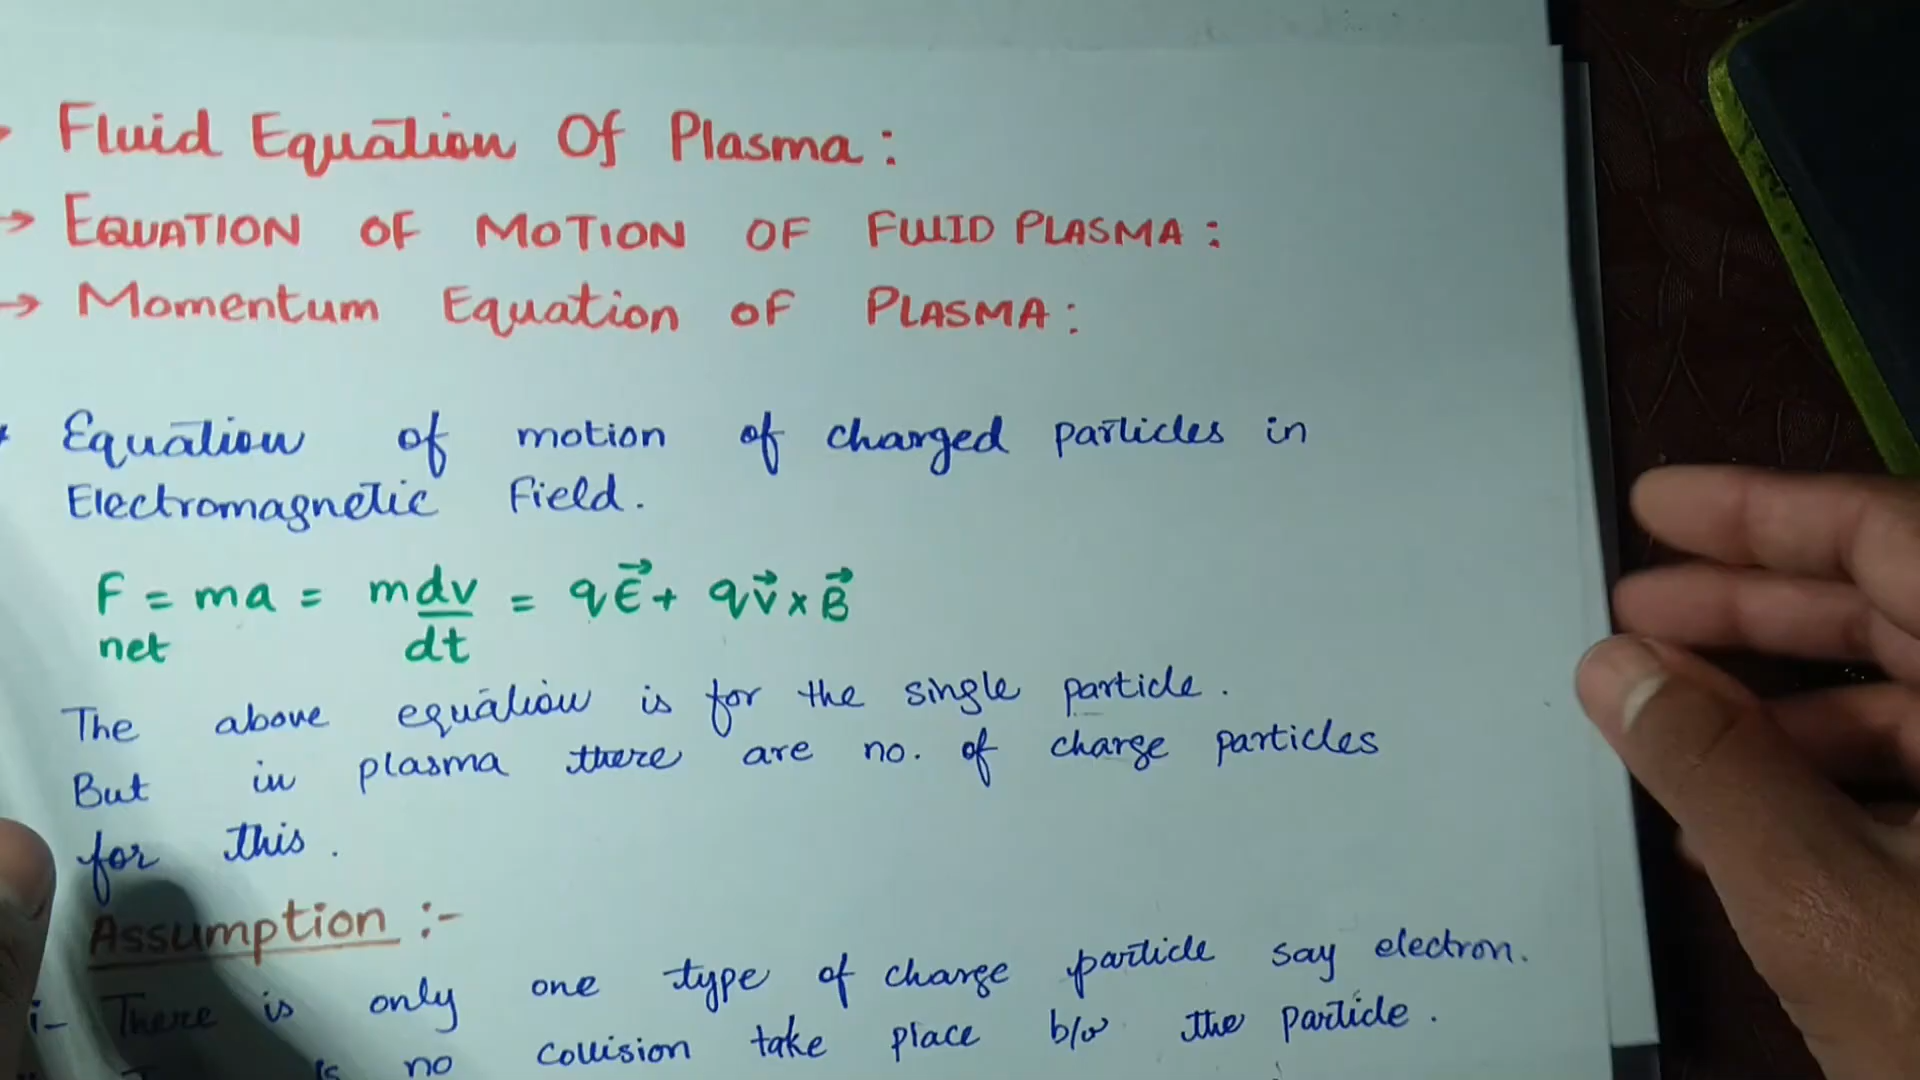 Fluid Equation Of Plasma :
→ EQUATION OF MOTION OF FLUID PLASMA :
→ Momentum Equation OF PLASMA :
Equation of motion of charged particles in
Electromagnetic Field.
F = ma = mdv = qE⃗ + qv⃗ × B⃗
net dt
The above equation is for the single particle.
But in plasma there are no. of charge particles
for this.
Assumption :-
i- There is only one type of charge particle say electron.
is no collision take place b/w the particle.